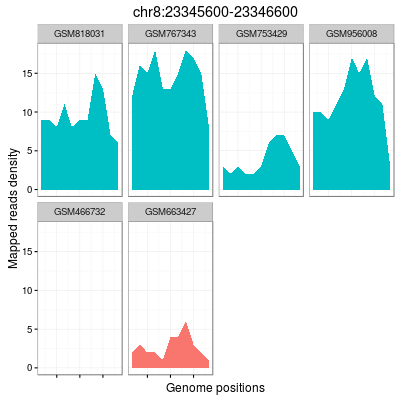 chr8:23345600-23346600
GSM818031 GSM767343 GSM753429 GSM956008
15
10
5
0
GSM466732 GSM663427
15
10
5
0
Mapped reads density
Genome positions